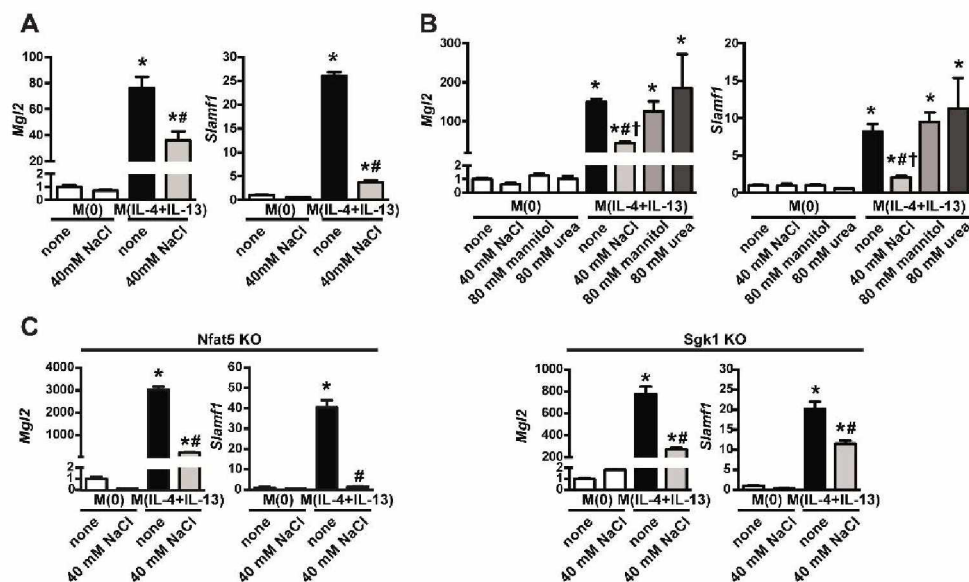 A
Mgl2
100
80
60
40
20
2
1
0
*
*#
M(0) M(IL-4+IL-13)
none
40mM NaCl
none
40mM NaCl
Slamf1
30
25
20
15
10
5
0
*
*#
M(0) M(IL-4+IL-13)
none
40mM NaCl
none
40mM NaCl
B
Mgl2
300
200
100
2
1
0
*
*#†
*
*
M(0) M(IL-4+IL-13)
none
40 mM NaCl
80 mM mannitol
80 mM urea
none
40 mM NaCl
80 mM mannitol
80 mM urea
Slamf1
20
15
10
5
0
*
*#†
*
*
M(0) M(IL-4+IL-13)
none
40 mM NaCl
80 mM mannitol
80 mM urea
none
40 mM NaCl
80 mM mannitol
80 mM urea
C
Nfat5 KO
Mgl2
4000
3000
2000
1000
2
1
0
*
*#
M(0) M(IL-4+IL-13)
none
40 mM NaCl
none
40 mM NaCl
Slamf1
60
50
40
30
20
10
0
*
#
M(0) M(IL-4+IL-13)
none
40 mM NaCl
none
40 mM NaCl
Sgk1 KO
Mgl2
1000
800
600
400
200
2
1
0
*
*#
M(0) M(IL-4+IL-13)
none
40 mM NaCl
none
40 mM NaCl
Slamf1
30
25
20
15
10
5
0
*
*#
M(0) M(IL-4+IL-13)
none
40 mM NaCl
none
40 mM NaCl